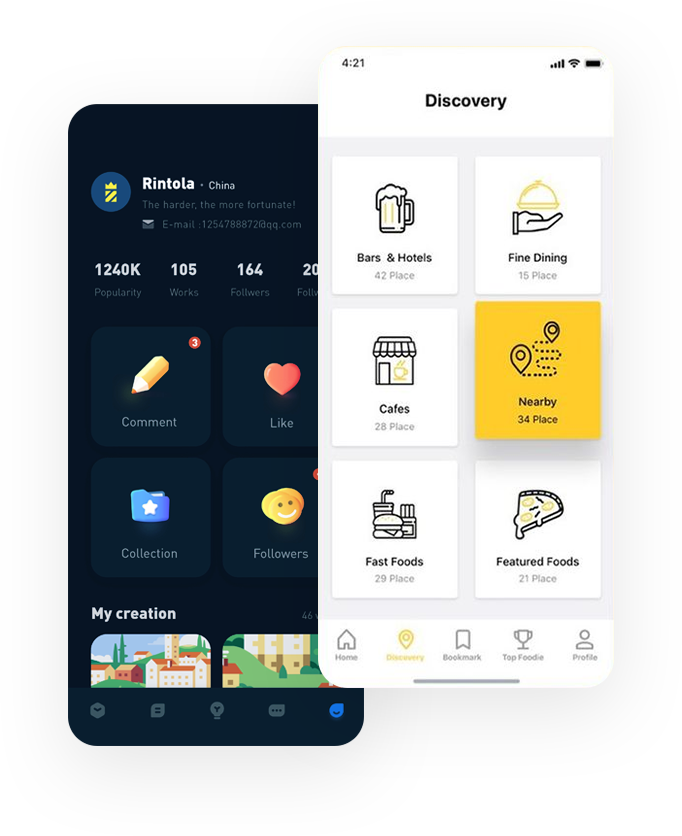 Rintola · China
The harder, the more fortunate!
E-mail :1254788872@qq.com
1240K
105
164
20
Popularity
Works
Follwers
Follw
3
Comment
Like
Collection
Followers
My creation
46
4:21
Discovery
Bars & Hotels
42 Place
Fine Dining
15 Place
Cafes
28 Place
Nearby
34 Place
Fast Foods
29 Place
Featured Foods
21 Place
Home
Discovery
Bookmark
Top Foodie
Profile